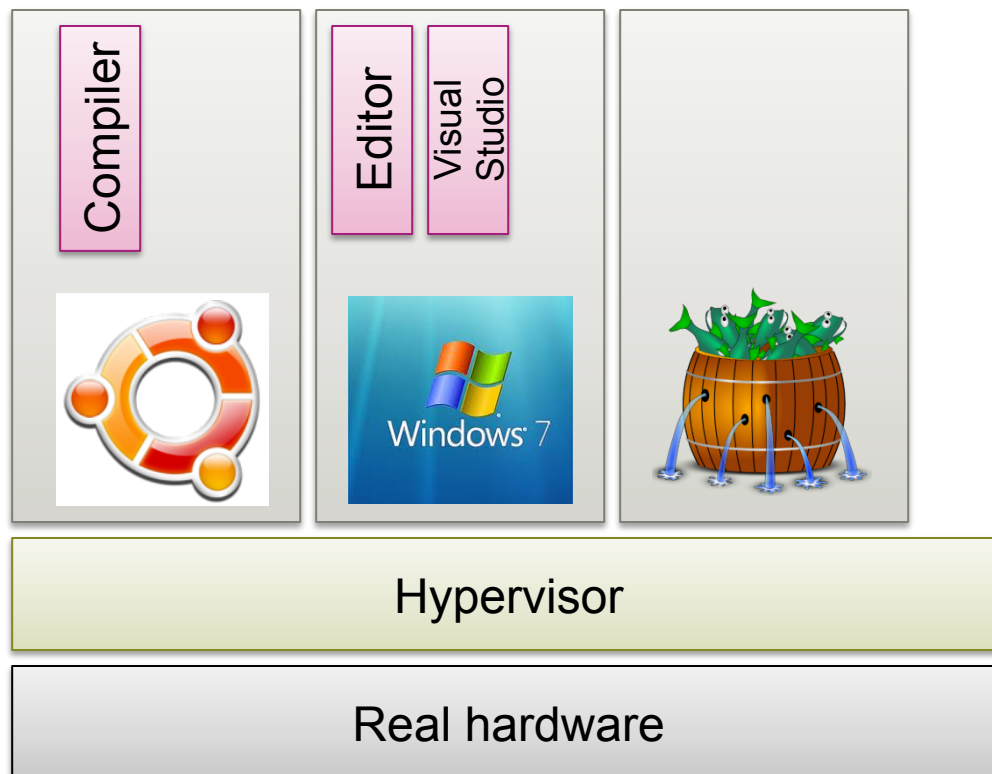 Compiler
Editor
Visual
Studio
Windows 7
Hypervisor
Real hardware